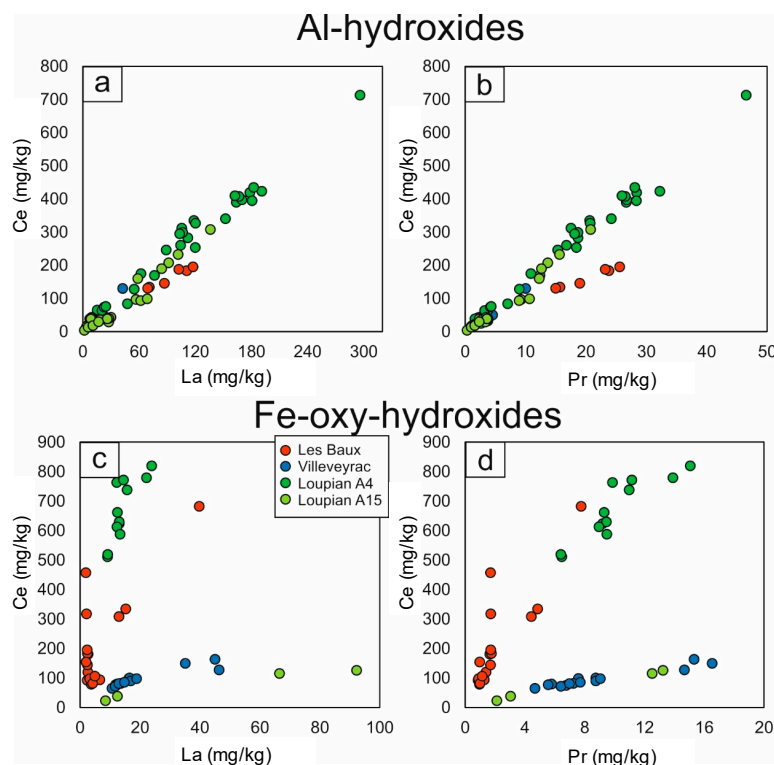 Al-hydroxides
a
Ce (mg/kg)
800
700
600
500
400
300
200
100
0
0 60 120 180 240 300
La (mg/kg)
b
Ce (mg/kg)
800
700
600
500
400
300
200
100
0
0 10 20 30 40 50
Pr (mg/kg)
Fe-oxy-hydroxides
c
Ce (mg/kg)
900
800
700
600
500
400
300
200
100
0
0 20 40 60 80 100
La (mg/kg)
Les Baux
Villeveyrac
Loupian A4
Loupian A15
d
Ce (mg/kg)
900
800
700
600
500
400
300
200
100
0
0 4 8 12 16 20
Pr (mg/kg)